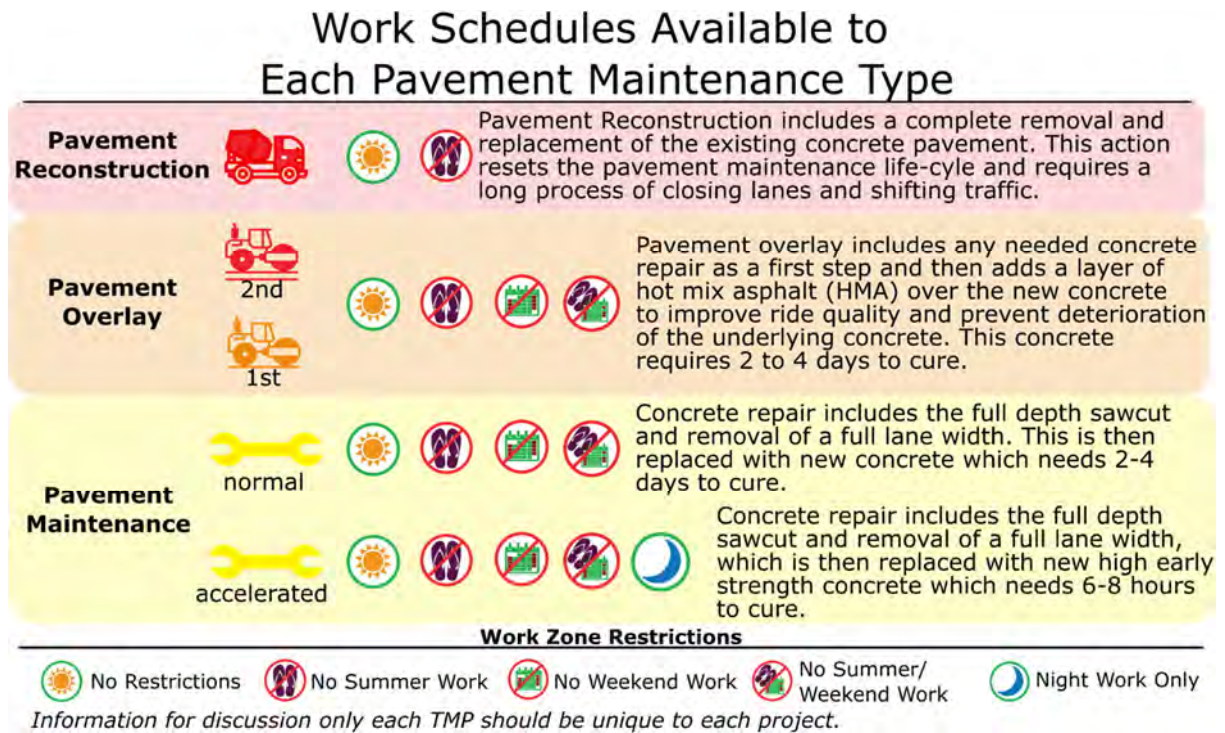 Work Schedules Available to
Each Pavement Maintenance Type
Pavement
Reconstruction
Pavement Reconstruction includes a complete removal and
replacement of the existing concrete pavement. This action
resets the pavement maintenance life-cyle and requires a
long process of closing lanes and shifting traffic.
Pavement
Overlay
2nd
1st
Pavement overlay includes any needed concrete
repair as a first step and then adds a layer of
hot mix asphalt (HMA) over the new concrete
to improve ride quality and prevent deterioration
of the underlying concrete. This concrete
requires 2 to 4 days to cure.
Pavement
Maintenance
normal
Concrete repair includes the full depth sawcut
and removal of a full lane width. This is then
replaced with new concrete which needs 2-4
days to cure.
accelerated
Concrete repair includes the full depth
sawcut and removal of a full lane width,
which is then replaced with new high early
strength concrete which needs 6-8 hours
to cure.
Work Zone Restrictions
No Restrictions
No Summer Work
No Weekend Work
No Summer/
Weekend Work
Night Work Only
Information for discussion only each TMP should be unique to each project.